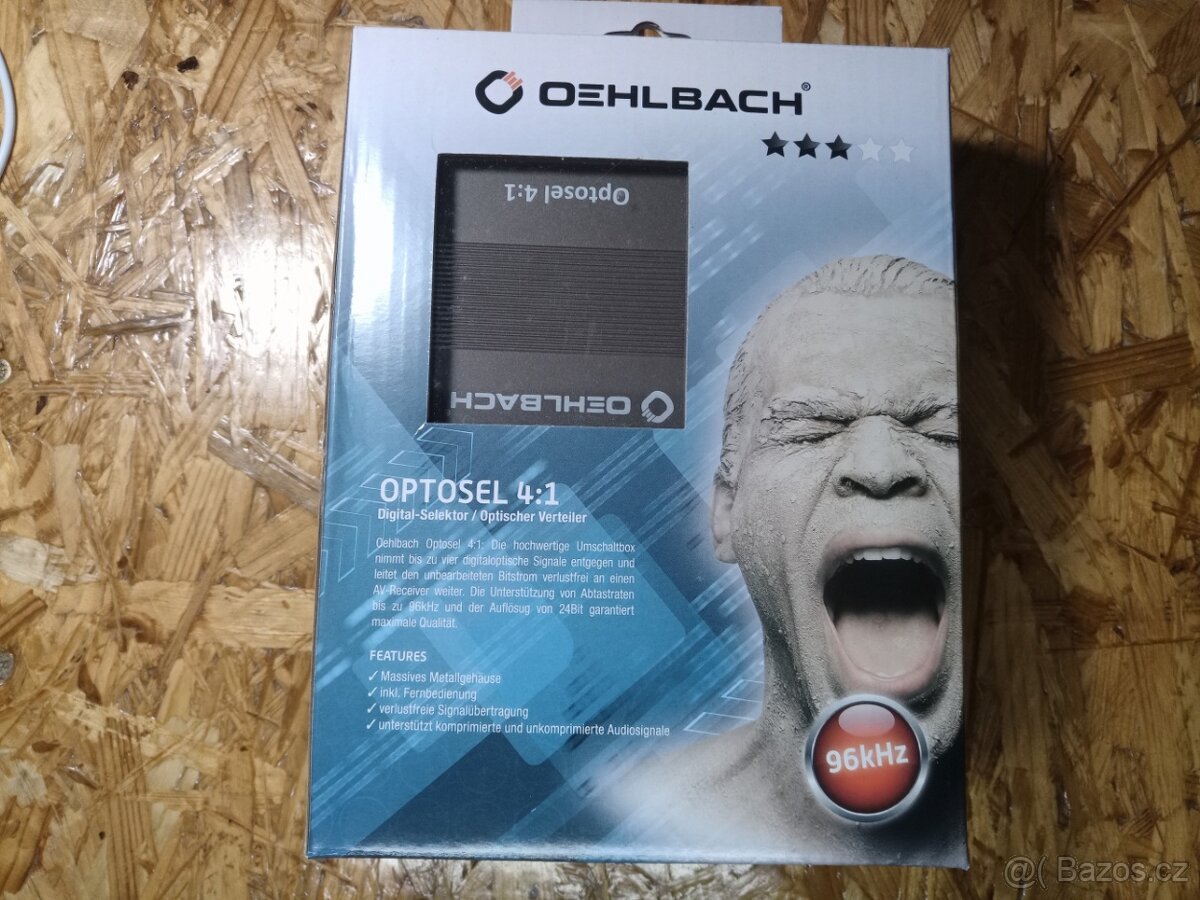 OEHLBACH®
Optosel 4:1
OEHLBACH
OPTOSEL 4:1
Digital-Selektor / Optischer Verteiler
Oehlbach Optosel 4:1: Die hochwertige Umschaltbox
nimmt bis zu vier digitaloptische Signale entgegen und
leitet den unbearbeiteten Bitstrom verlustfrei an einen
AV-Receiver weiter. Die Unterstützung von Abtastraten
bis zu 96kHz und der Auflösug von 24Bit garantiert
maximale Qualität.
FEATURES
✓ Massives Metallgehäuse
✓ inkl. Fernbedienung
✓ verlustfreie Signalübertragung
✓ unterstützt komprimierte und unkomprimierte Audiosignale
96kHz
@( Bazos.cz